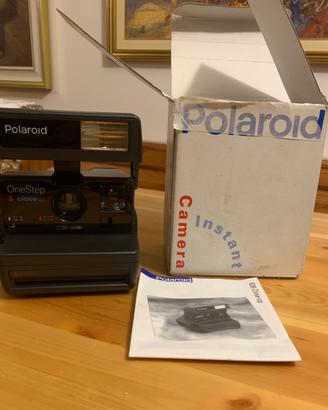 Polaroid
OneStep
close
Polaroid
Camera
Instant
Polaroid